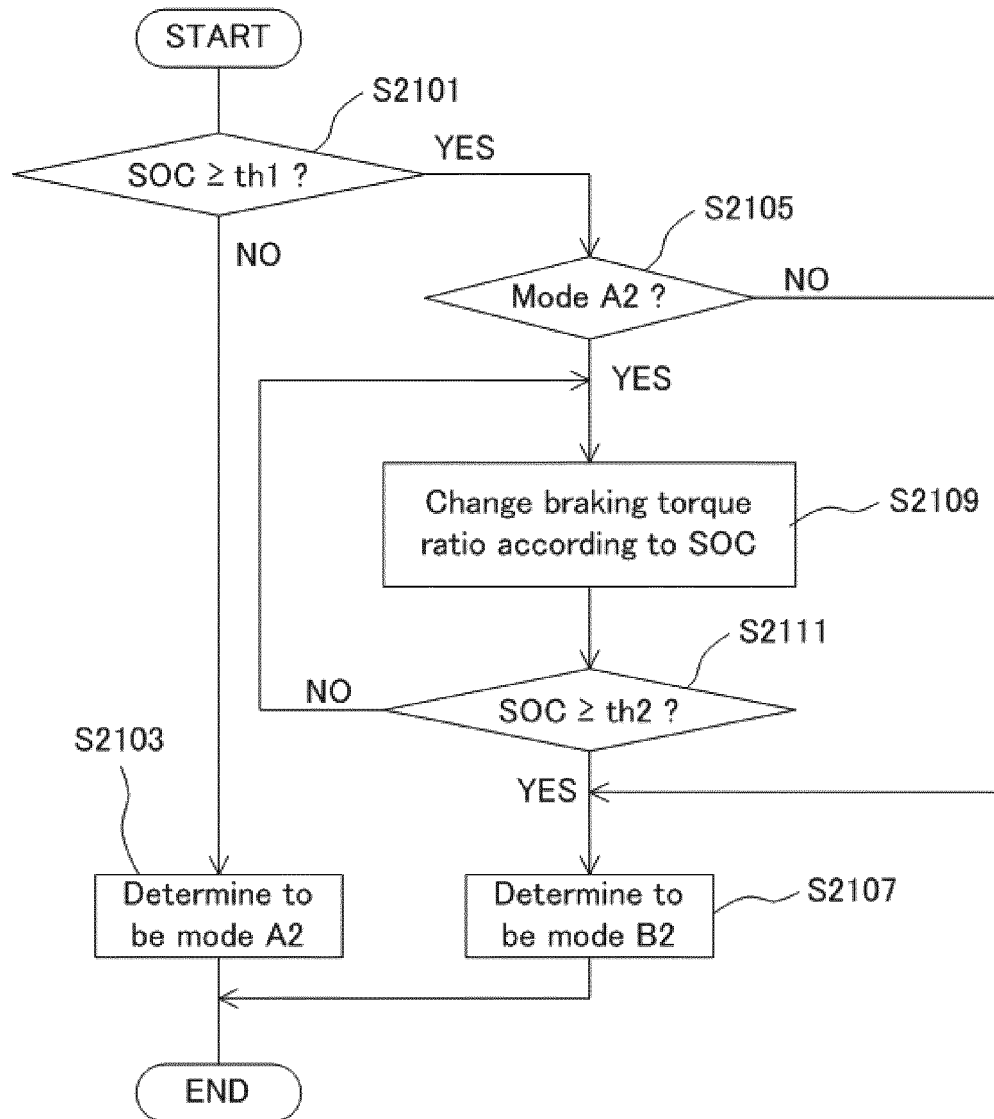 START
S2101
SOC ≥ th1 ?
YES
NO
S2105
Mode A2 ?
NO
YES
Change braking torque
ratio according to SOC
S2109
S2111
SOC ≥ th2 ?
NO
YES
S2103
Determine to
be mode A2
Determine to
be mode B2
S2107
END